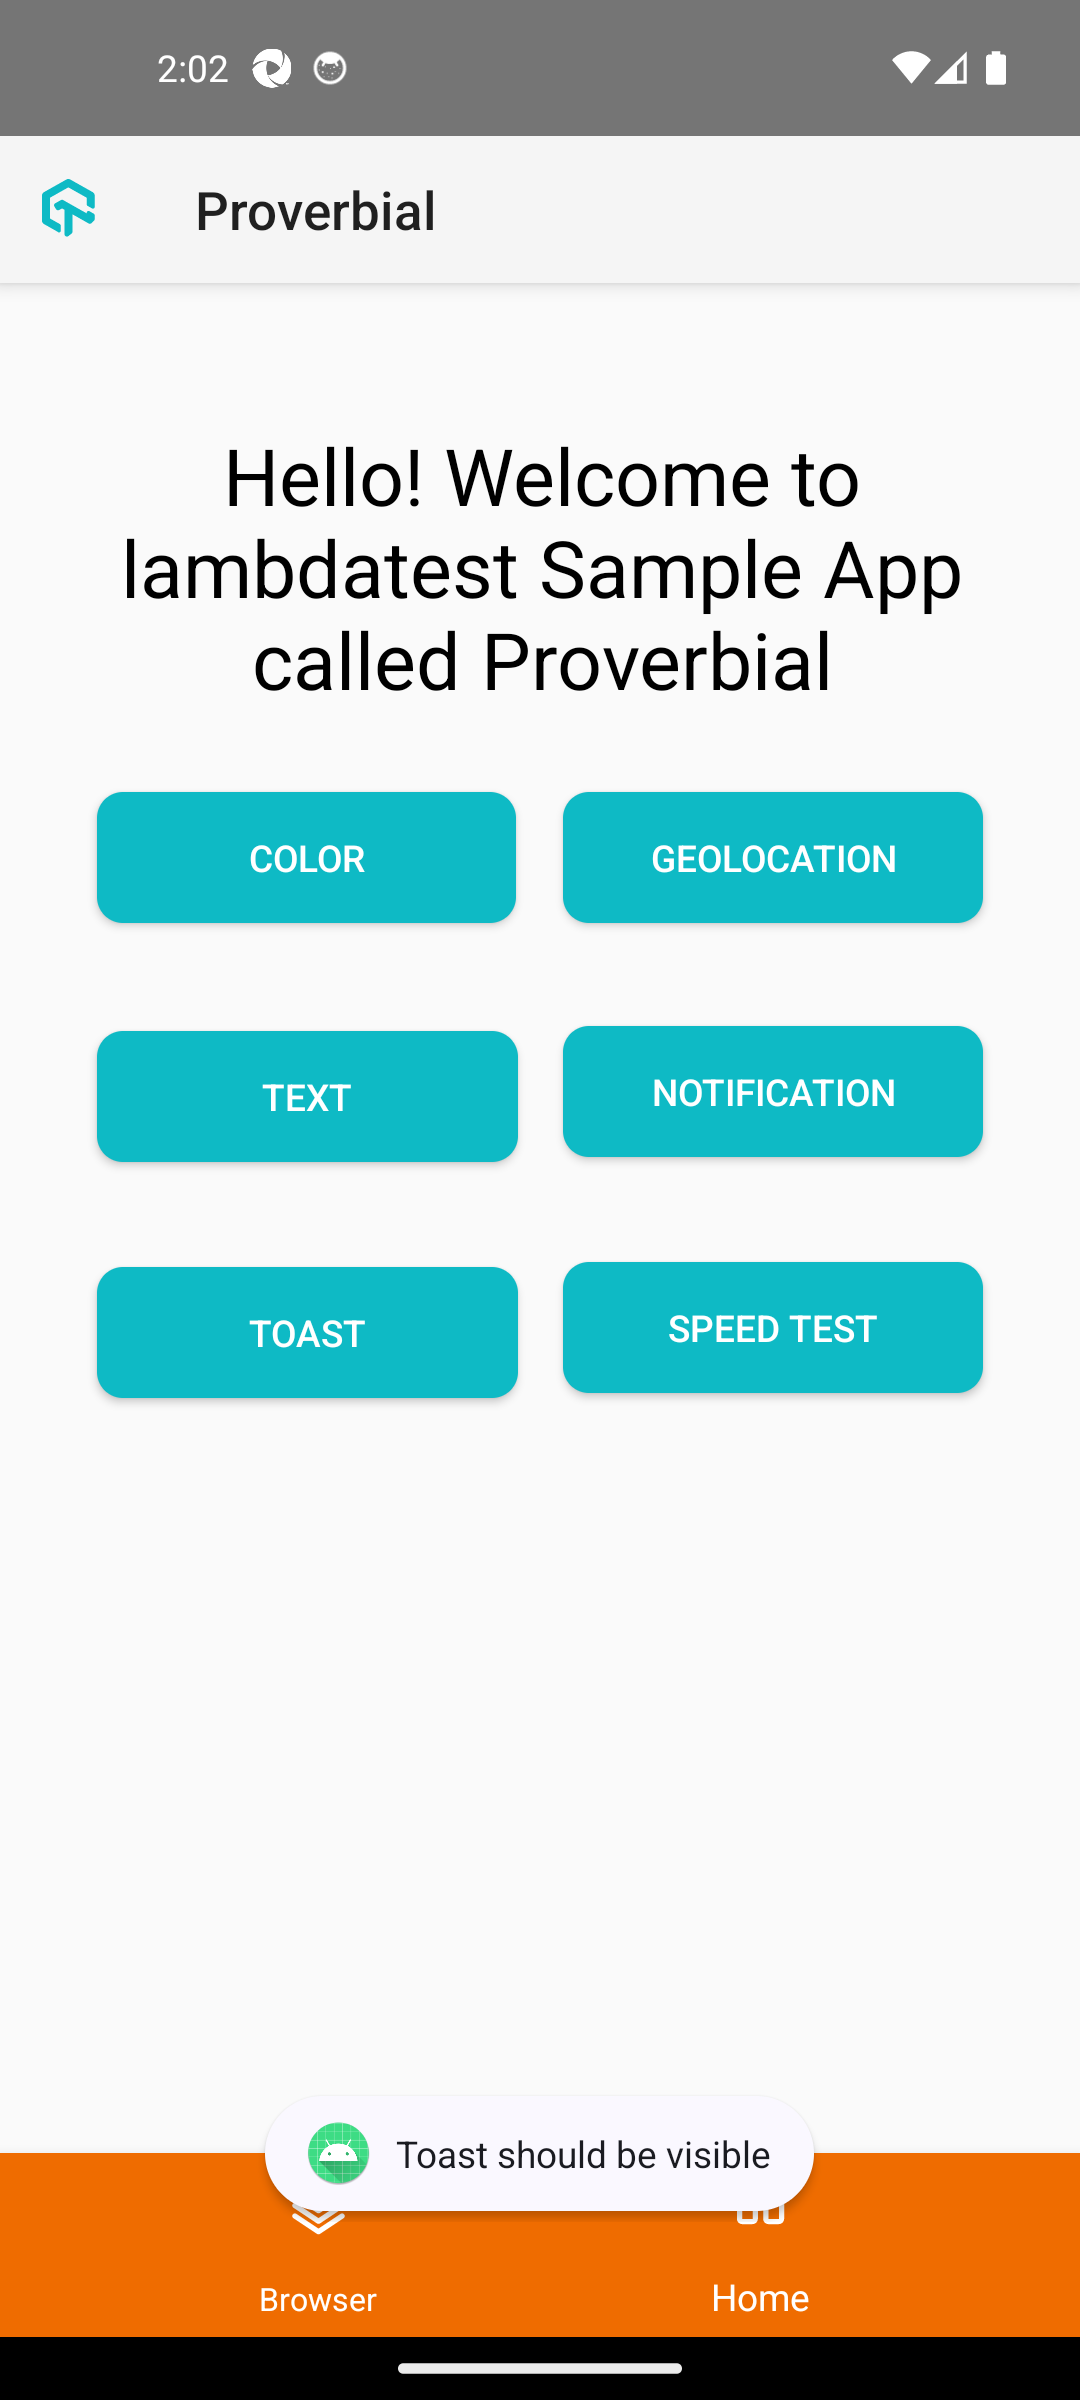 2:02
Proverbial
Hello! Welcome to
lambdatest Sample App
called Proverbial
COLOR
GEOLOCATION
TEXT
NOTIFICATION
TOAST
SPEED TEST
Toast should be visible
Browser
Home